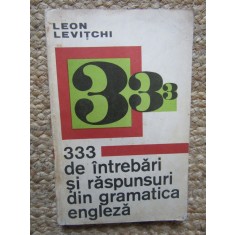 LEON
LEVIȚCHI
333
333
de întrebări
și răspunsuri
din gramatica
engleză